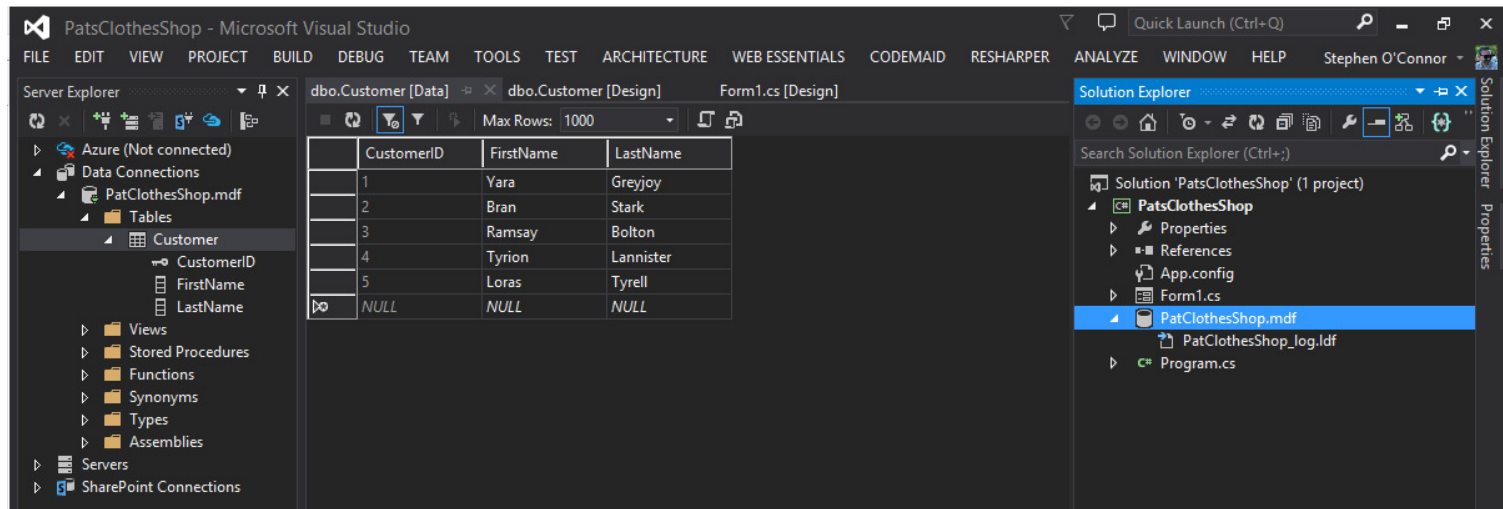 PatsClothesShop - Microsoft Visual Studio
Quick Launch (Ctrl+Q)
FILE EDIT VIEW PROJECT BUILD DEBUG TEAM TOOLS TEST ARCHITECTURE WEB ESSENTIALS CODEMAID RESHARPER ANALYZE WINDOW HELP Stephen O'Connor
Server Explorer
Azure (Not connected)
Data Connections
PatClothesShop.mdf
Tables
Customer
CustomerID
FirstName
LastName
Views
Stored Procedures
Functions
Synonyms
Types
Assemblies
Servers
SharePoint Connections
dbo.Customer [Data] dbo.Customer [Design] Form1.cs [Design]
Max Rows: 1000
CustomerID FirstName LastName
1 Yara Greyjoy
2 Bran Stark
3 Ramsay Bolton
4 Tyrion Lannister
5 Loras Tyrell
NULL NULL NULL
Solution Explorer
Search Solution Explorer (Ctrl+;)
Solution 'PatsClothesShop' (1 project)
C# PatsClothesShop
Properties
References
App.config
Form1.cs
PatClothesShop.mdf
PatClothesShop_log.ldf
C# Program.cs
Solution Explorer
Properties